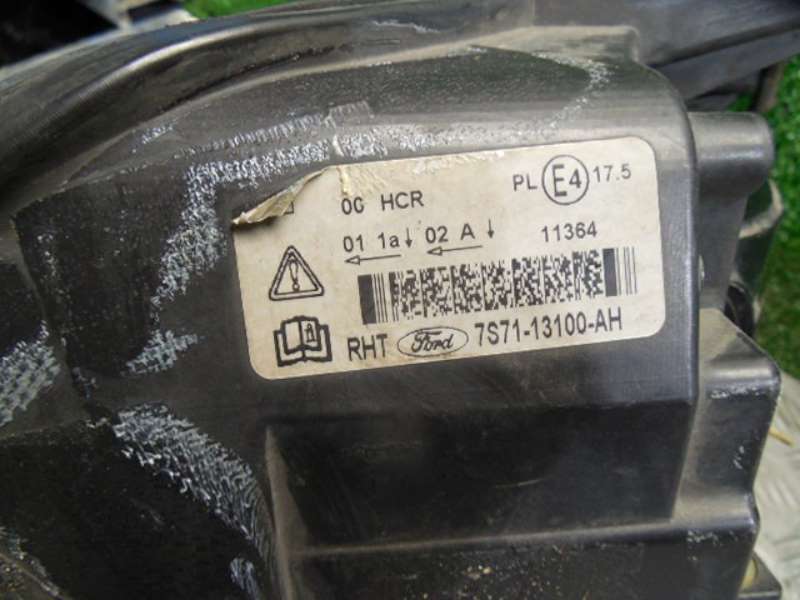 00 HCR PL E4 17.5
01 1a↓ 02 A ↓ 11364
RHT Ford 7S71-13100-AH